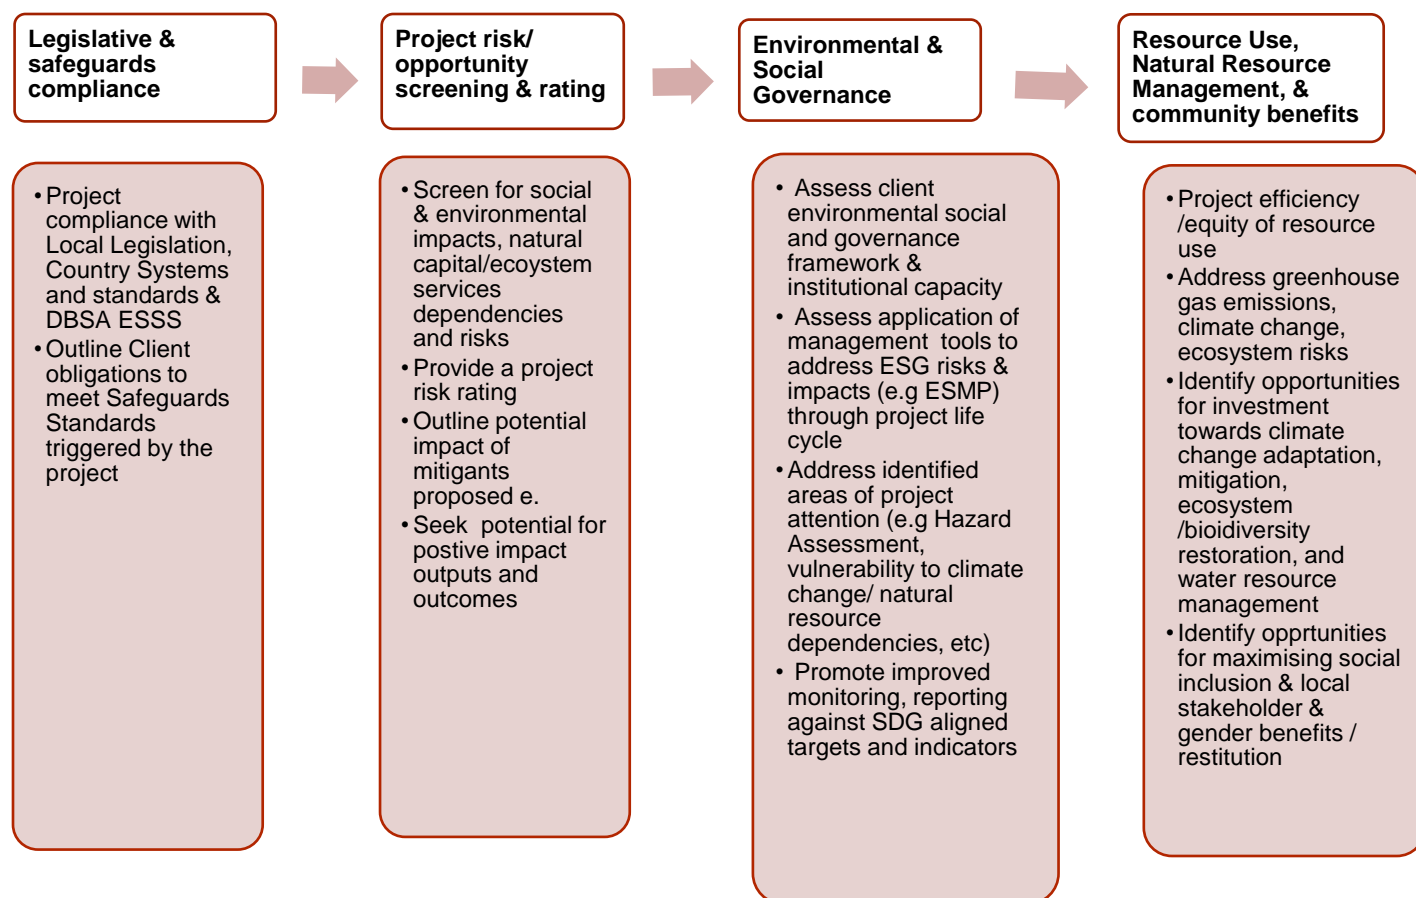 Legislative &
safeguards
compliance
Project risk/
opportunity
screening & rating
Environmental &
Social
Governance
Resource Use,
Natural Resource
Management, &
community benefits
• Project
compliance with
Local Legislation,
Country Systems
and standards &
DBSA ESSS
• Outline Client
obligations to
meet Safeguards
Standards
triggered by the
project
• Screen for social
& environmental
impacts, natural
capital/ecoystem
services
dependencies
and risks
• Provide a project
risk rating
• Outline potential
impact of
mitigants
proposed e.
• Seek potential for
postive impact
outputs and
outcomes
• Assess client
environmental social
and governance
framework &
institutional capacity
• Assess application of
management tools to
address ESG risks &
impacts (e.g ESMP)
through project life
cycle
• Address identified
areas of project
attention (e.g Hazard
Assessment,
vulnerability to climate
change/ natural
resource
dependencies, etc)
• Promote improved
monitoring, reporting
against SDG aligned
targets and indicators
• Project efficiency
/equity of resource
use
• Address greenhouse
gas emissions,
climate change,
ecosystem risks
• Identify opportunities
for investment
towards climate
change adaptation,
mitigation,
ecosystem
/bioidiversity
restoration, and
water resource
management
• Identify opprtunities
for maximising social
inclusion & local
stakeholder &
gender benefits /
restitution